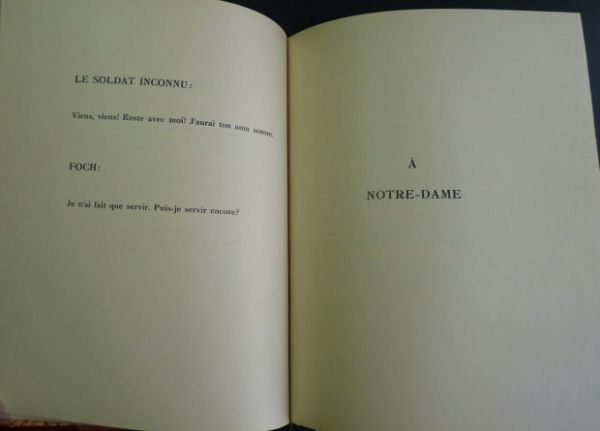 LE SOLDAT INCONNU:
Viens, viens! Reste avec moi! J'aurai ton nom sonore.
FOCH:
Je n'ai fait que servir. Puis-je servir encore?
À
NOTRE-DAME